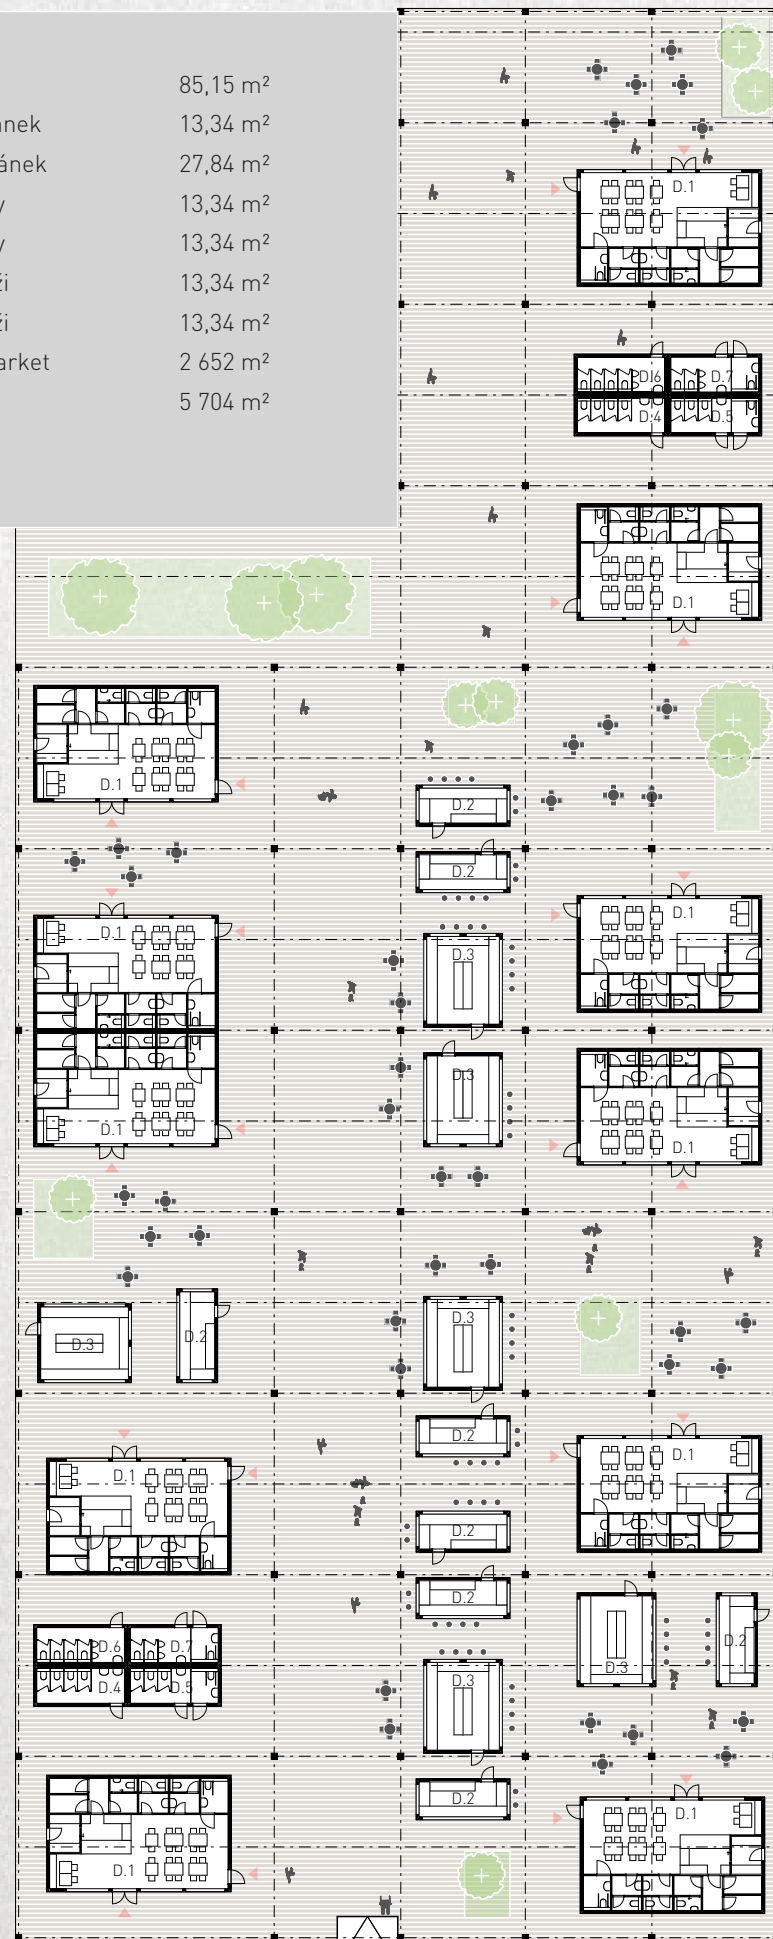 85,15 m²
ánek 13,34 m²
ánek 27,84 m²
y 13,34 m²
y 13,34 m²
ži 13,34 m²
ži 13,34 m²
arket 2 652 m²
5 704 m²
D.1
D.6 D.7
D.4 D.5
D.1
D.1
D.2
D.2
D.1
D.1
D.3
D.3
D.1
D.1
D.3
D.3
D.2
D.2
D.1
D.1
D.2
D.2
D.6 D.7
D.4 D.5
D.3
D.2
D.3
D.2
D.1
D.1